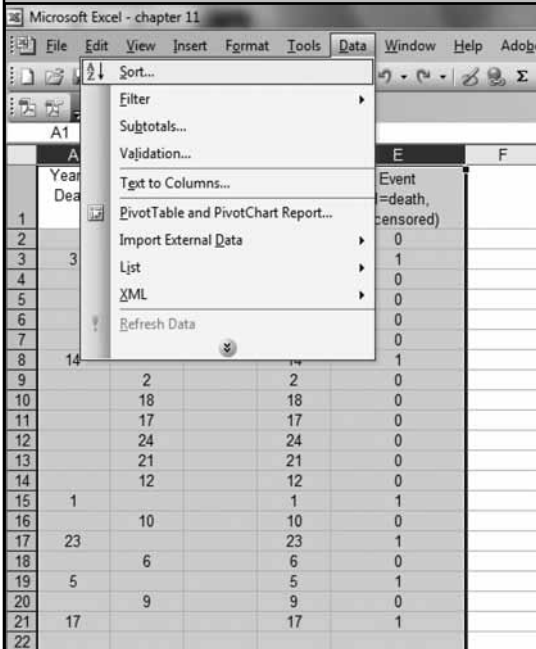 Microsoft Excel - chapter 11
File Edit View Insert Format Tools Data Window Help
A1
Sort...
Filter
Subtotals...
Validation...
Text to Columns...
PivotTable and PivotChart Report...
Import External Data
List
XML
Refresh Data
A E F
Event
=death,
censored)
1
2 0
3 3 1
4 0
5 0
6 0
7 0
8 14 14 1
9 2 2 0
10 18 18 0
11 17 17 0
12 24 24 0
13 21 21 0
14 12 12 0
15 1 1 1
16 10 10 0
17 23 23 1
18 6 6 0
19 5 5 1
20 9 9 0
21 17 17 1
22